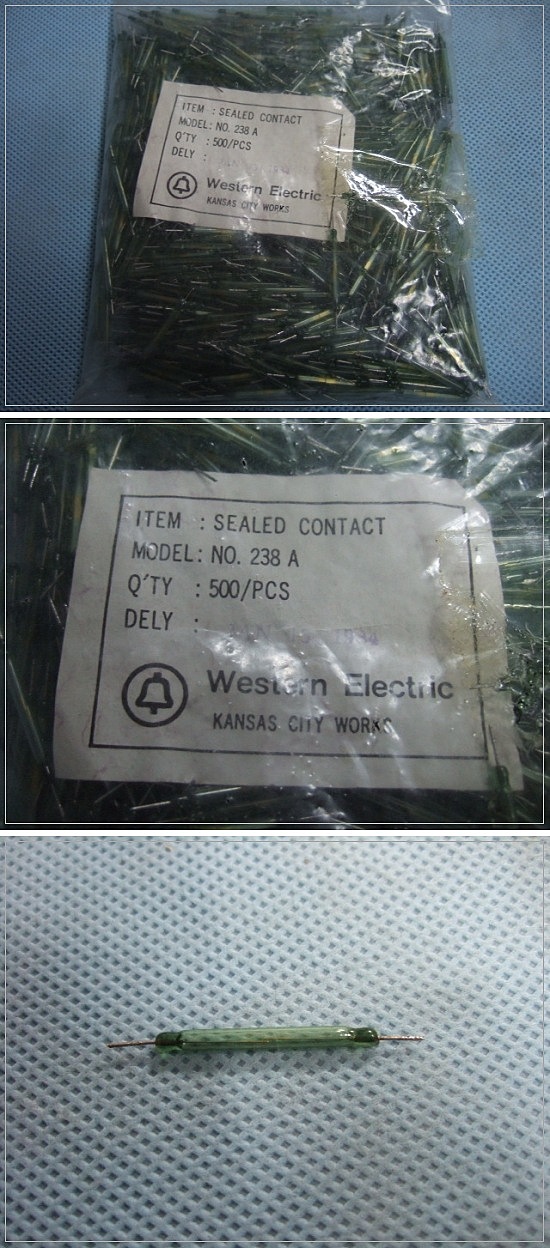 ITEM : SEALED CONTACT
MODEL: NO. 238 A
Q'TY : 500/PCS
DELY :
Western Electric
KANSAS CITY WORKS
ITEM : SEALED CONTACT
MODEL: NO. 238 A
Q'TY : 500/PCS
DELY :
Western Electric
KANSAS CITY WORKS